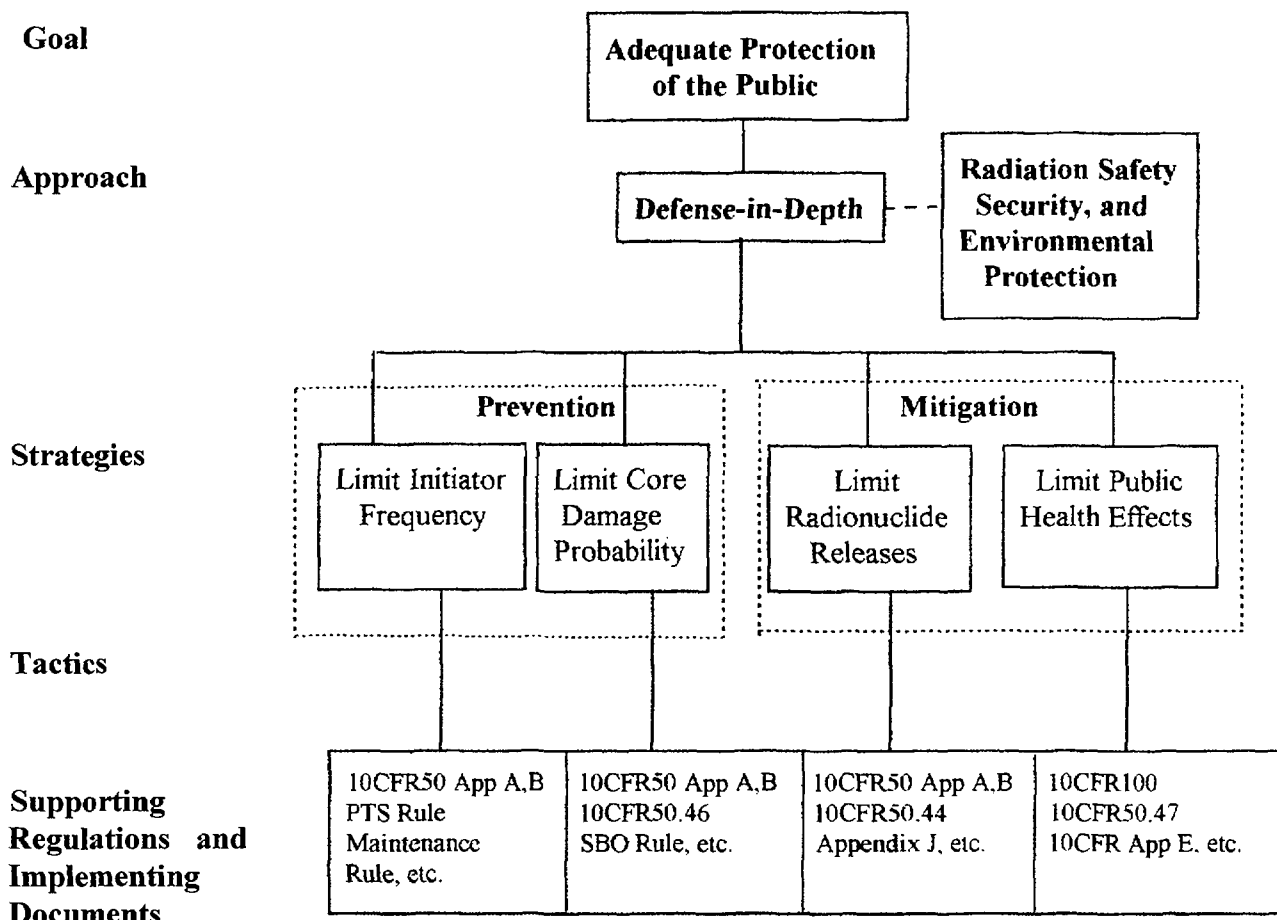 Goal
Adequate Protection
of the Public
Approach
Defense-in-Depth
Radiation Safety
Security, and
Environmental
Protection
Strategies
Prevention
Limit Initiator
Frequency
Limit Core
Damage
Probability
Mitigation
Limit
Radionuclide
Releases
Limit Public
Health Effects
Tactics
Supporting
Regulations and
Implementing
Documents
10CFR50 App A,B
PTS Rule
Maintenance
Rule, etc.
10CFR50 App A,B
10CFR50.46
SBO Rule, etc.
10CFR50 App A,B
10CFR50.44
Appendix J, etc.
10CFR100
10CFR50.47
10CFR App E, etc.